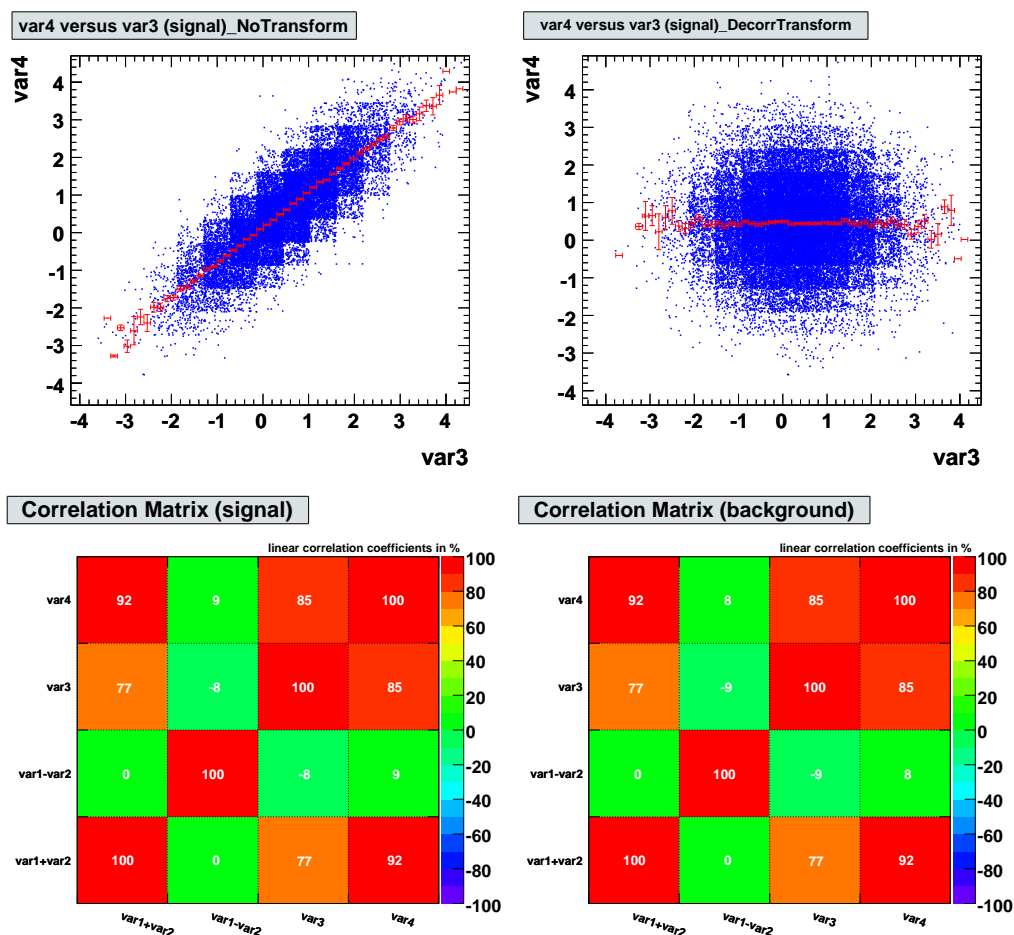 var4 versus var3 (signal)_NoTransform
var4
4
3
2
1
0
-1
-2
-3
-4
-4 -3 -2 -1 0 1 2 3 4
var3
var4 versus var3 (signal)_DecorrTransform
var4
4
3
2
1
0
-1
-2
-3
-4
-4 -3 -2 -1 0 1 2 3 4
var3
Correlation Matrix (signal)
linear correlation coefficients in %
var4 92 9 85 100
var3 77 -8 100 85
var1-var2 0 100 -8 9
var1+var2 100 0 77 92
var1+var2 var1-var2 var3 var4
100
80
60
40
20
0
-20
-40
-60
-80
-100
Correlation Matrix (background)
linear correlation coefficients in %
var4 92 8 85 100
var3 77 -9 100 85
var1-var2 0 100 -9 8
var1+var2 100 0 77 92
var1+var2 var1-var2 var3 var4
100
80
60
40
20
0
-20
-40
-60
-80
-100